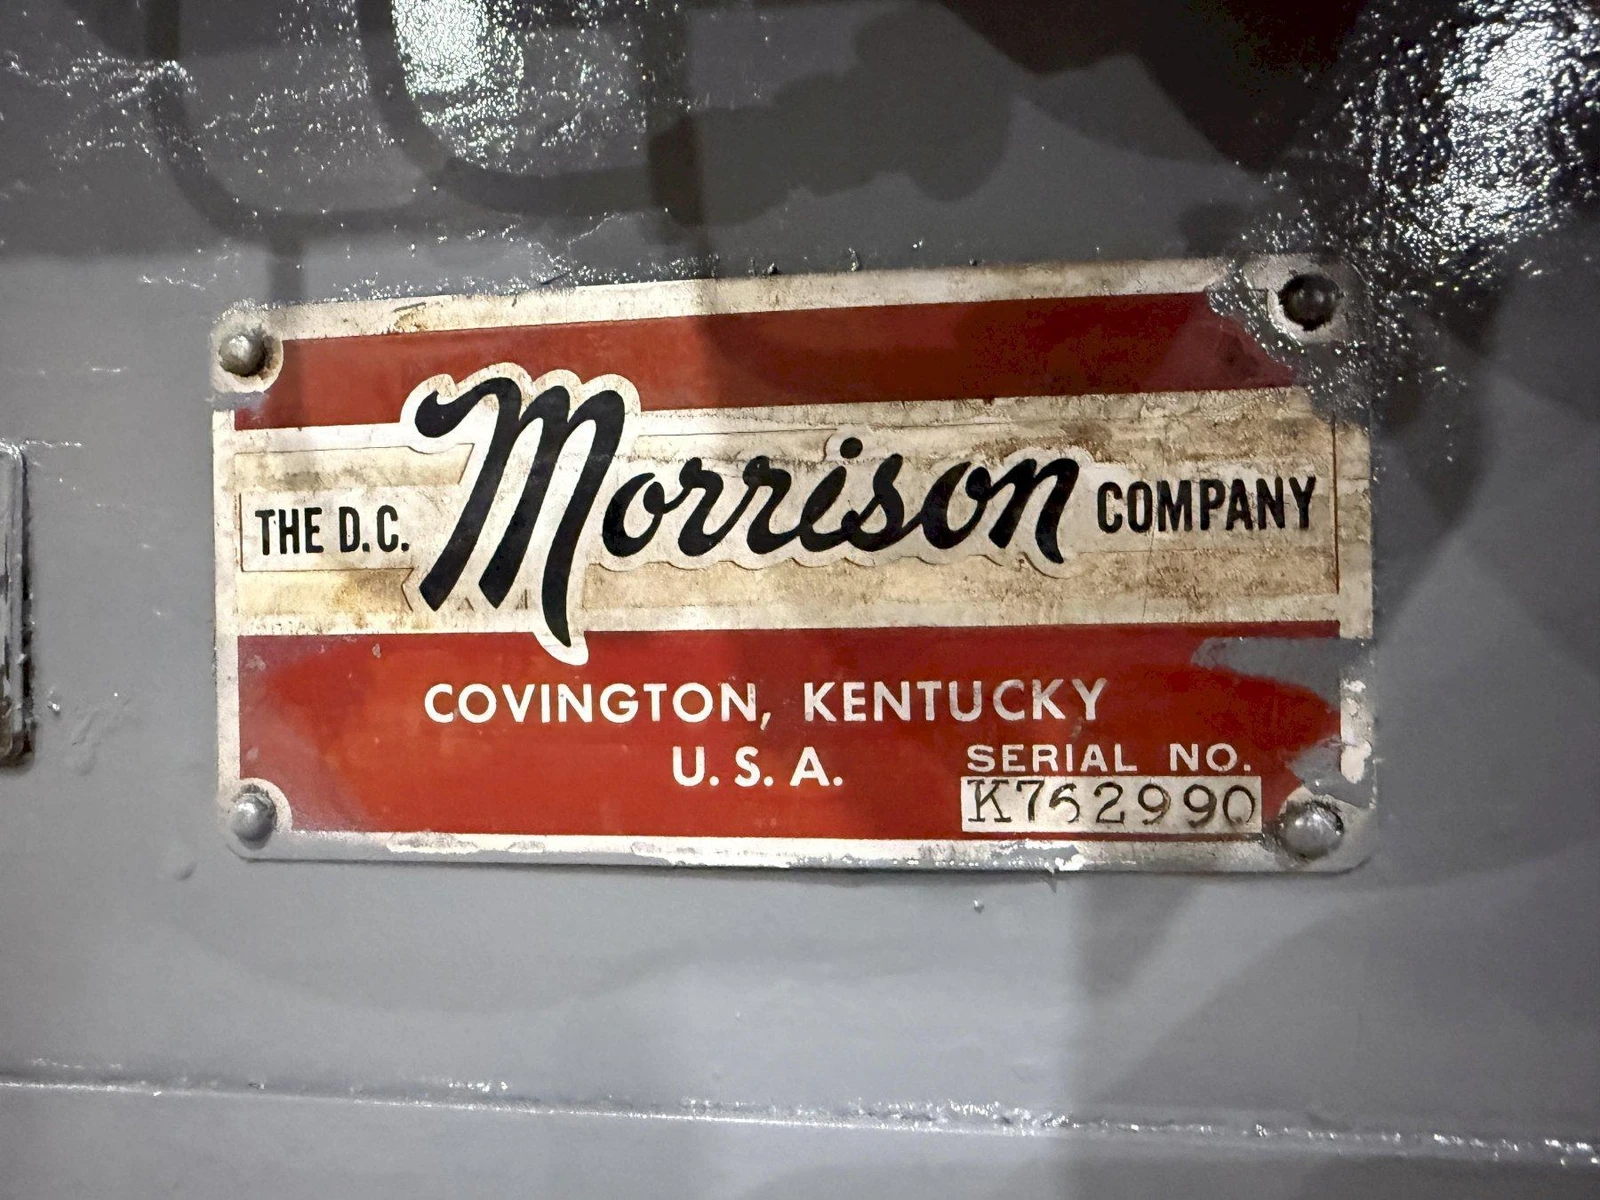 THE D.C. Morrison COMPANY
COVINGTON, KENTUCKY
U.S.A.
SERIAL NO.
K762990